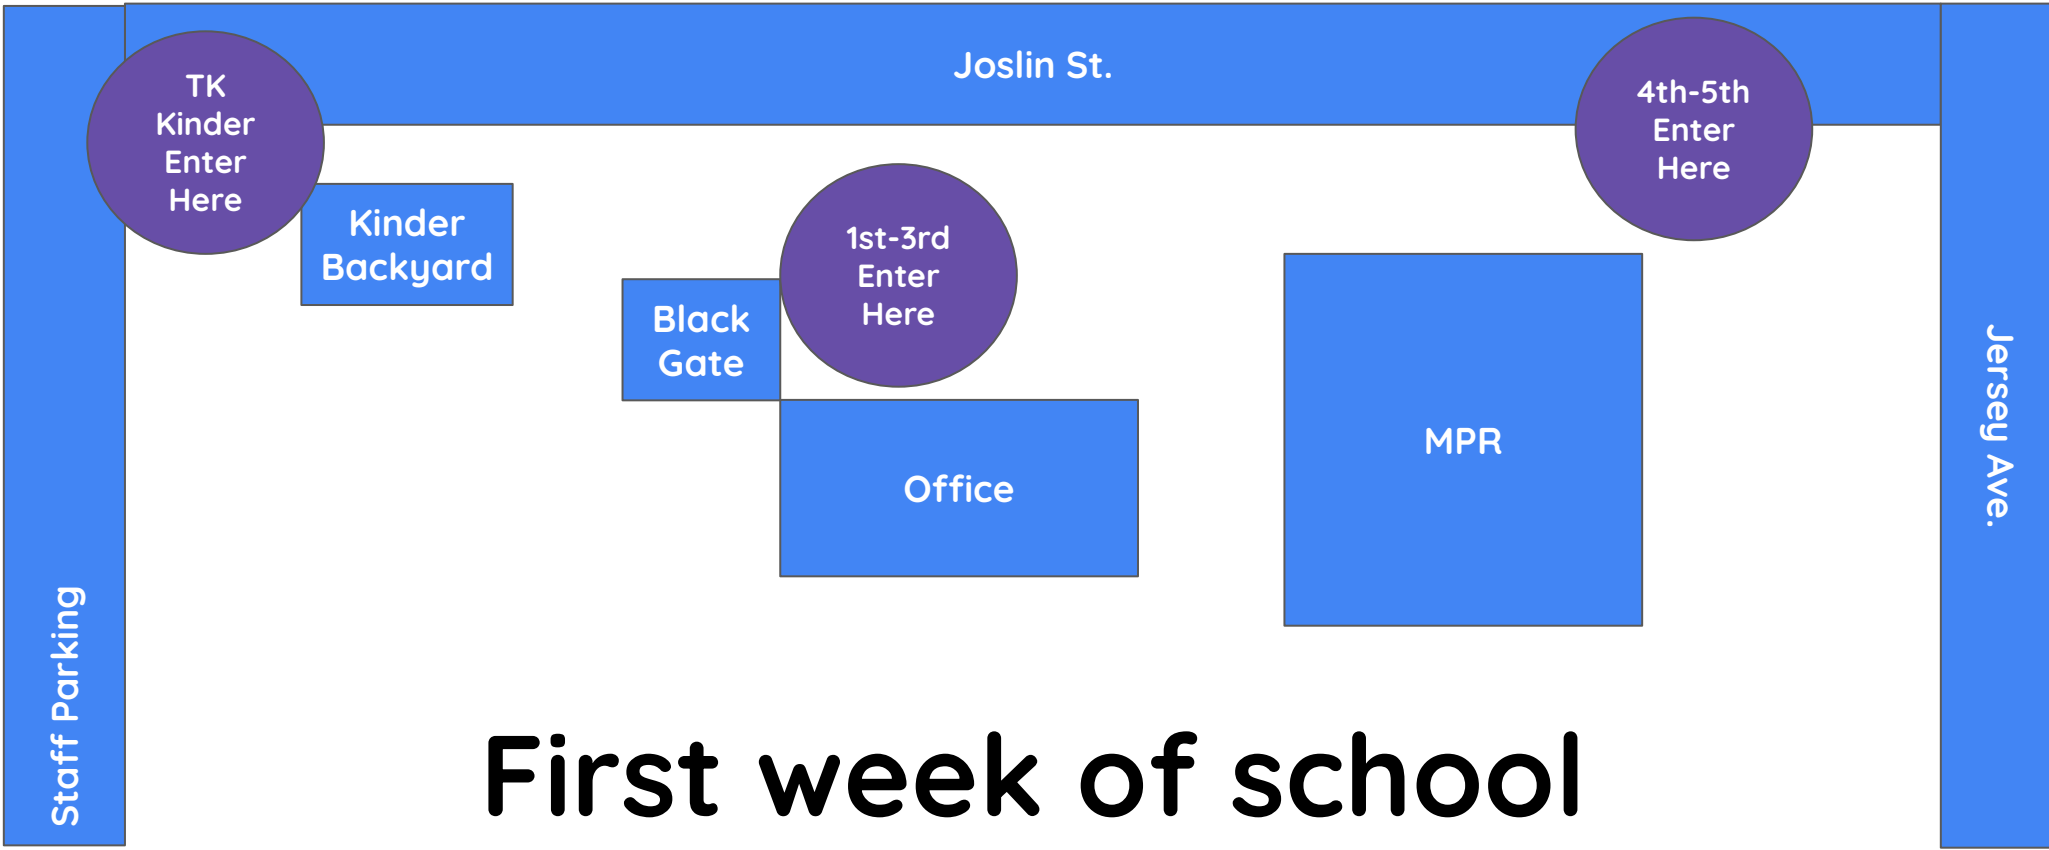 Joslin St.
TK
Kinder
Enter
Here
4th-5th
Enter
Here
Kinder
Backyard
1st-3rd
Enter
Here
Black
Gate
Office
MPR
Jersey Ave.
Staff Parking
First week of school